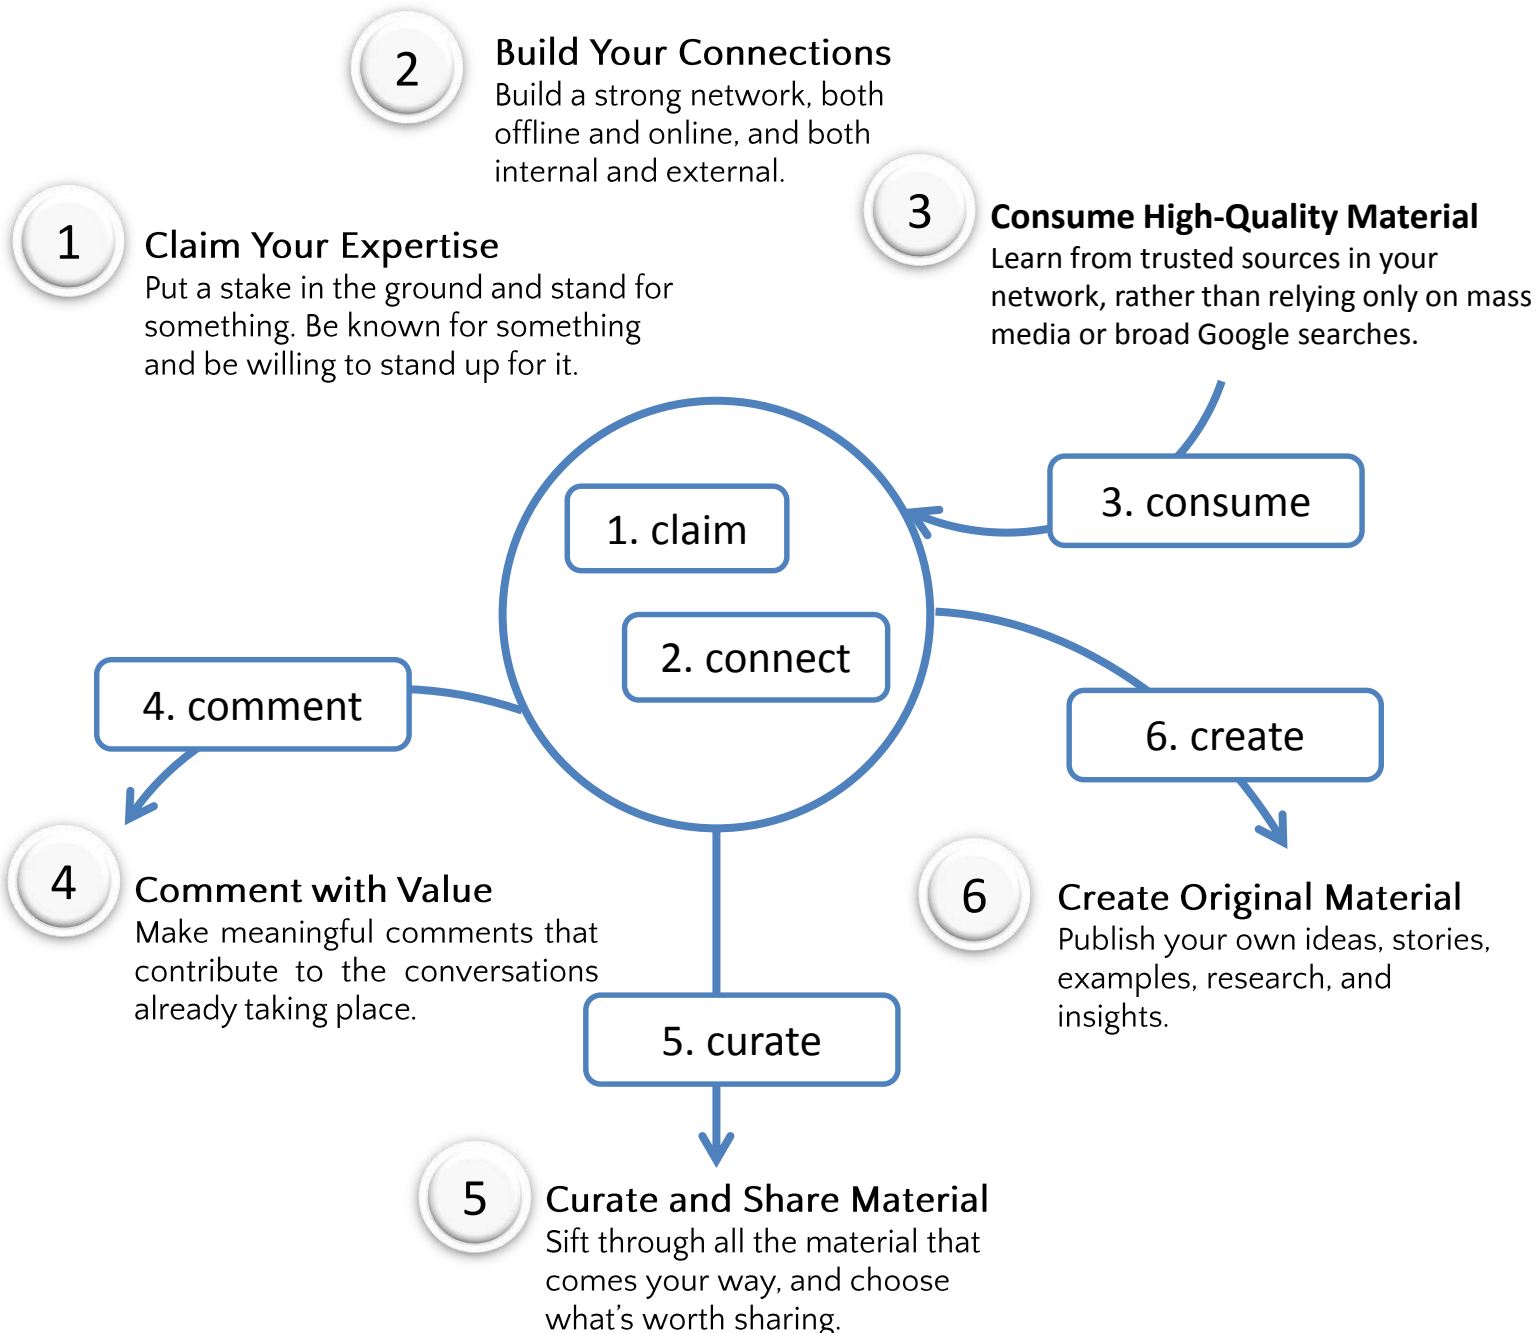 2
Build Your Connections
Build a strong network, both
offline and online, and both
internal and external.
1
Claim Your Expertise
Put a stake in the ground and stand for
something. Be known for something
and be willing to stand up for it.
3
Consume High-Quality Material
Learn from trusted sources in your
network, rather than relying only on mass
media or broad Google searches.
1. claim
2. connect
3. consume
4. comment
6. create
4
Comment with Value
Make meaningful comments that
contribute to the conversations
already taking place.
5. curate
6
Create Original Material
Publish your own ideas, stories,
examples, research, and
insights.
5
Curate and Share Material
Sift through all the material that
comes your way, and choose
what’s worth sharing.